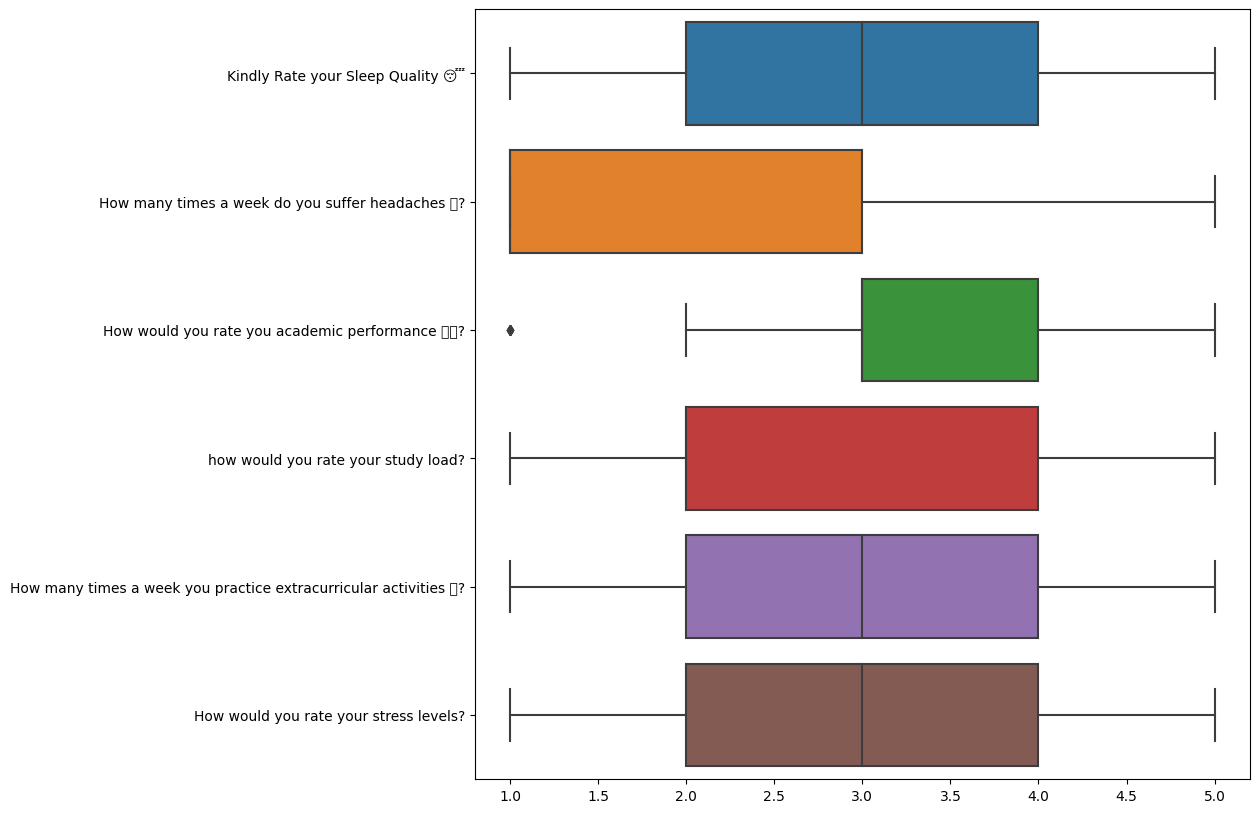 Kindly Rate your Sleep Quality 😴
How many times a week do you suffer headaches ▯?
How would you rate you academic performance ▯▯?
how would you rate your study load?
How many times a week you practice extracurricular activities ▯?
How would you rate your stress levels?
1.0 1.5 2.0 2.5 3.0 3.5 4.0 4.5 5.0